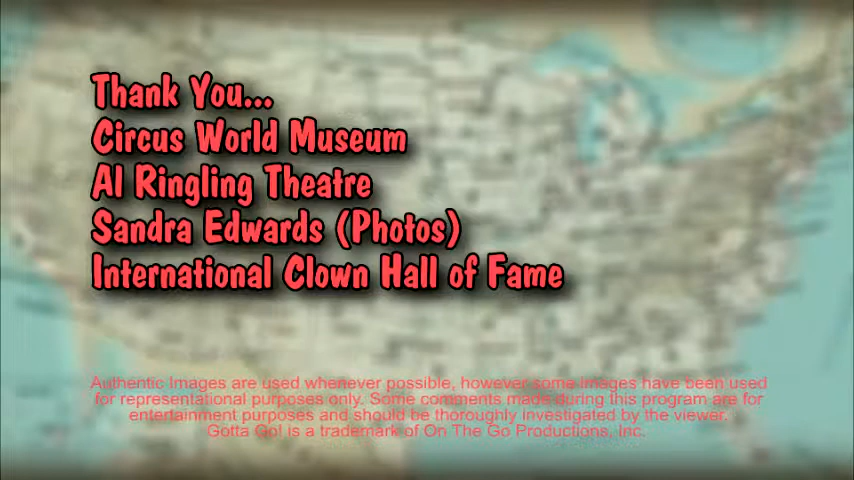 Thank You...
Circus World Museum
Al Ringling Theatre
Sandra Edwards (Photos)
International Clown Hall of Fame
Authentic Images are used whenever possible, however some images have been used
for representational purposes only. Some comments made during this program are for
entertainment purposes and should be thoroughly investigated by the viewer.
Gotta Go! is a trademark of On The Go Productions, Inc.